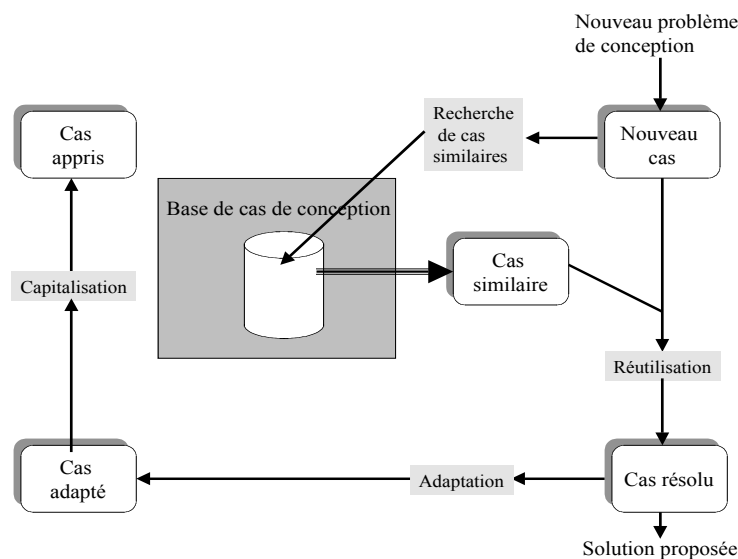 Nouveau problème
de conception
Cas
appris
Recherche
de cas
similaires
Nouveau
cas
Base de cas de conception
Cas
similaire
Capitalisation
Réutilisation
Cas
adapté
Adaptation
Cas résolu
Solution proposée